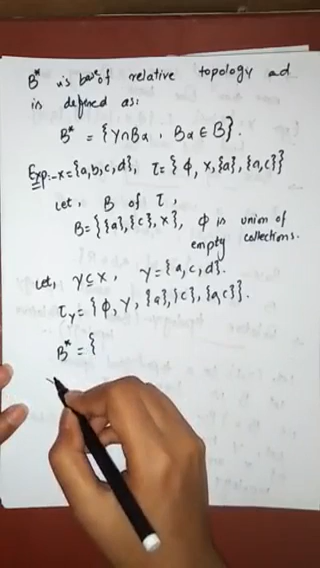 B* is base of relative topology ad
is defined as:
B* = {Y∩Bα , Bα ∈ B}.
Exp:- X={a,b,c,d}, τ={ φ, X,{a},{a,c}}
let, B of τ,
B={{a},{c},X}, φ is union of
empty collections.
let, Y⊆X, Y={a,c,d}.
τY={φ, Y, {a},{c},{a,c}}.
B* = {